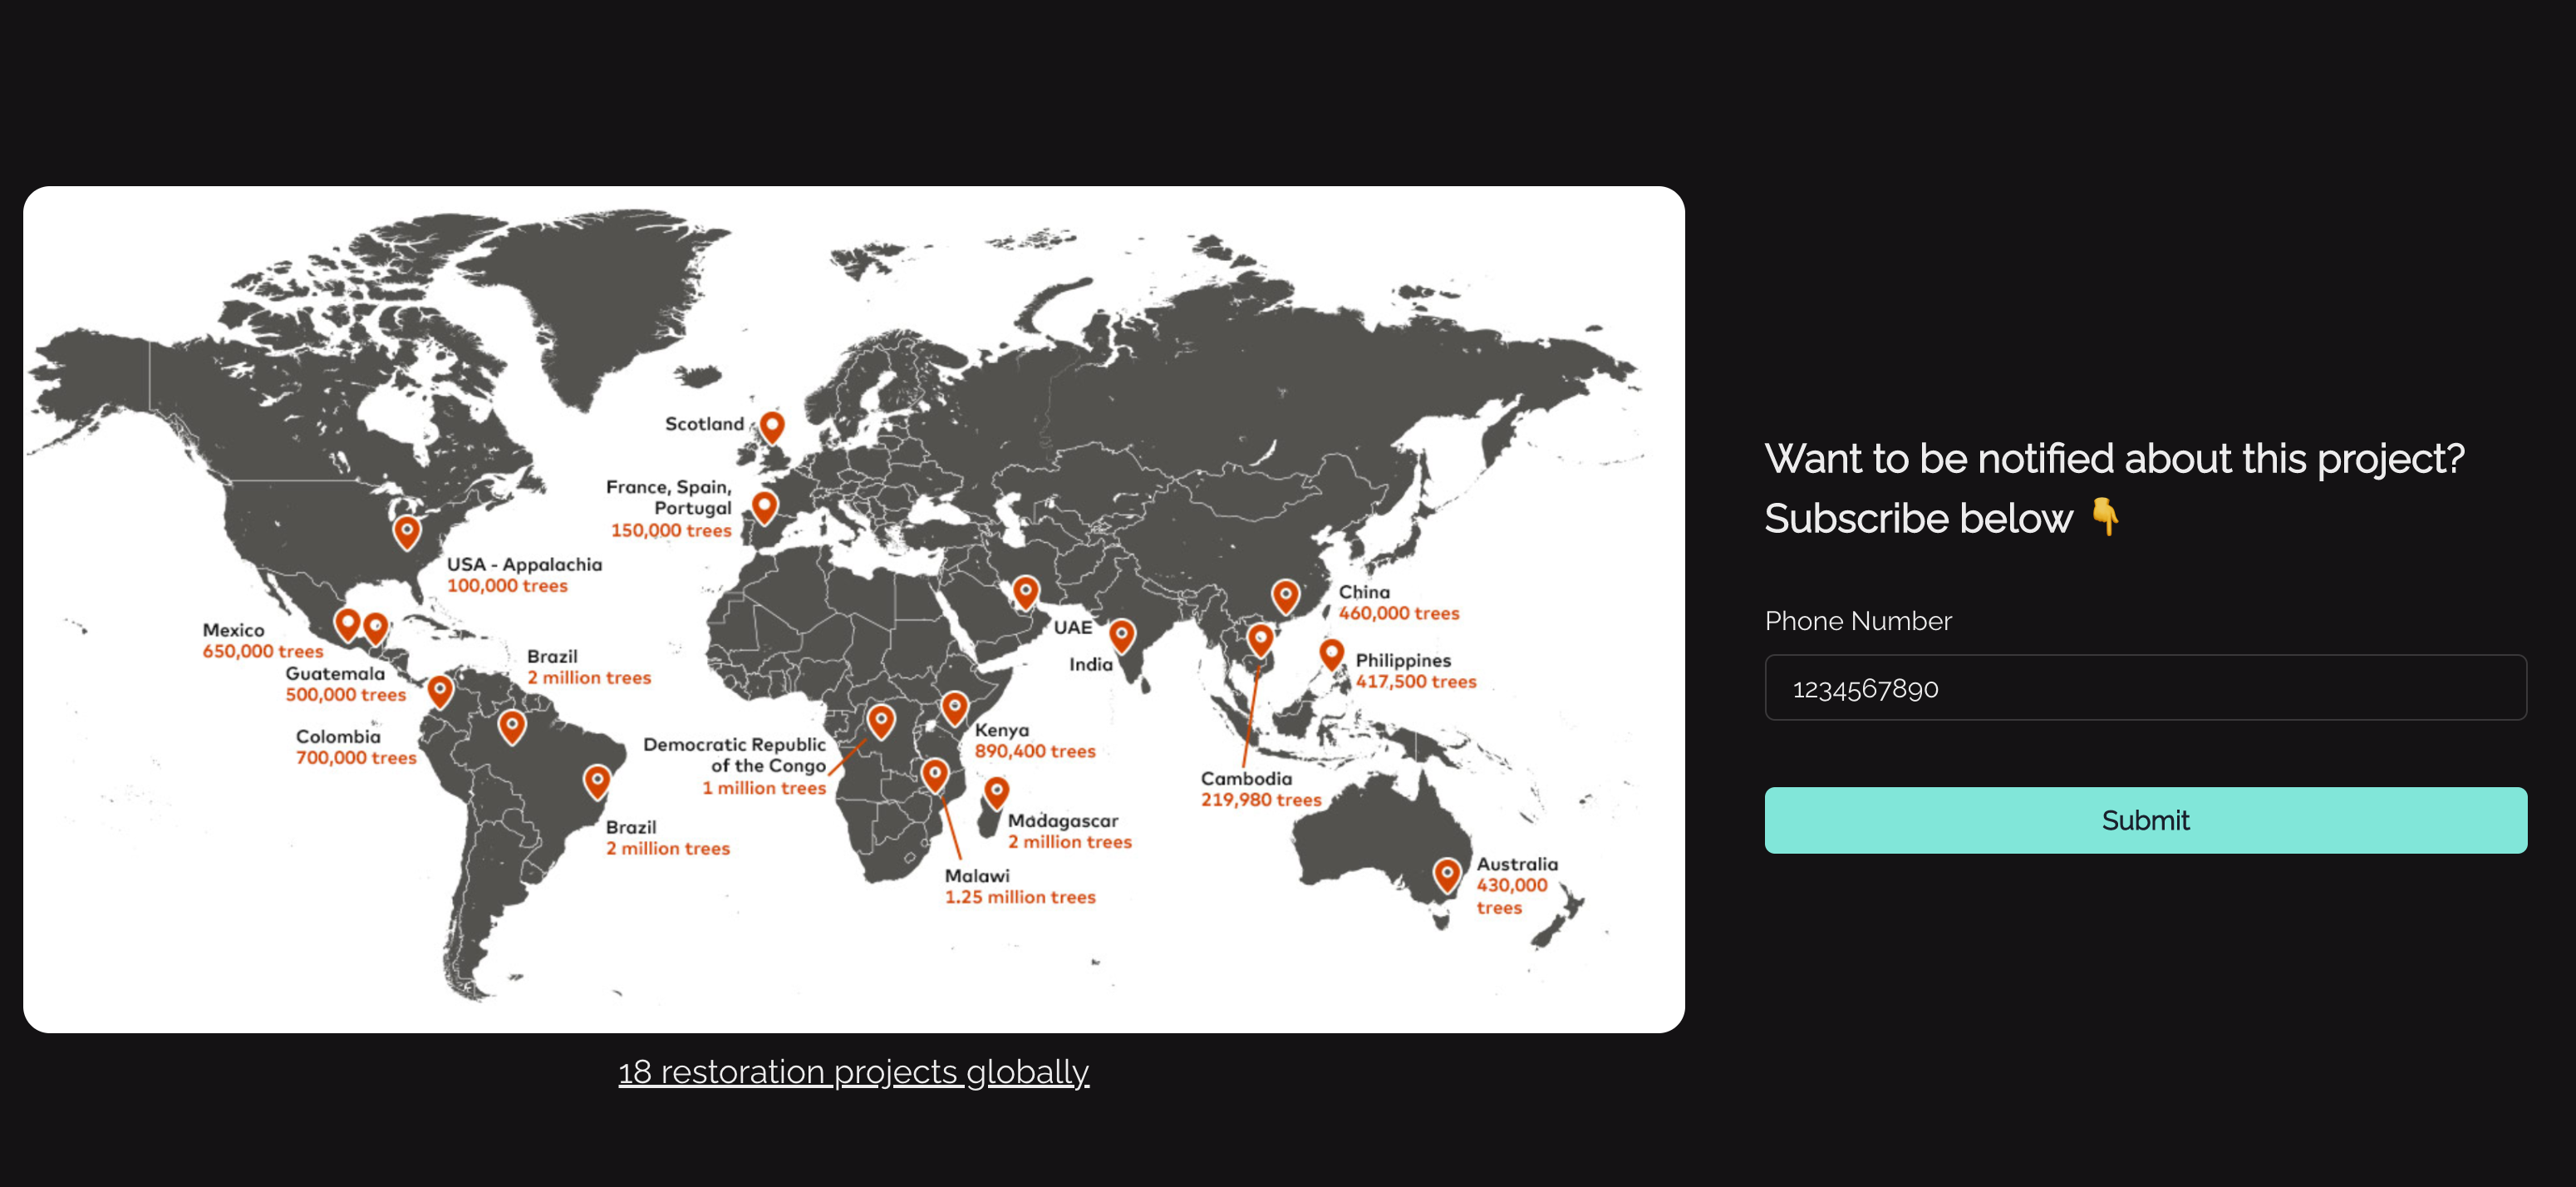 Scotland
France, Spain,
Portugal
150,000 trees
USA - Appalachia
100,000 trees
Mexico
650,000 trees
Guatemala
500,000 trees
Colombia
700,000 trees
Brazil
2 million trees
Brazil
2 million trees
Democratic Republic
of the Congo
1 million trees
Kenya
890,400 trees
Madagascar
2 million trees
Malawi
1.25 million trees
UAE
India
China
460,000 trees
Philippines
417,500 trees
Cambodia
219,980 trees
Australia
430,000
trees
18 restoration projects globally
Want to be notified about this project?
Subscribe below 👇
Phone Number
1234567890
Submit